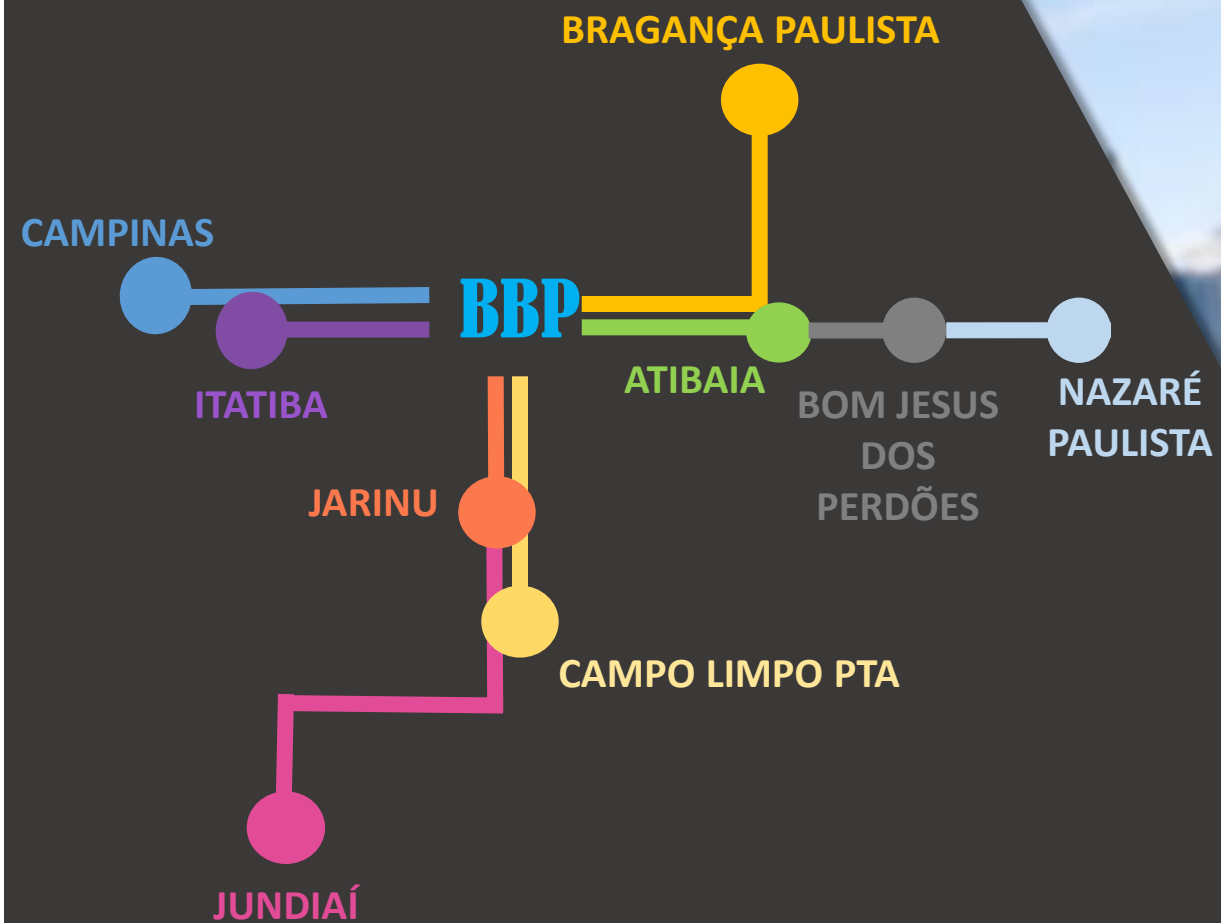 BRAGANÇA PAULISTA
CAMPINAS
BBP
ITATIBA
ATIBAIA
BOM JESUS
DOS
PERDÕES
NAZARÉ
PAULISTA
JARINU
CAMPO LIMPO PTA
JUNDIAÍ